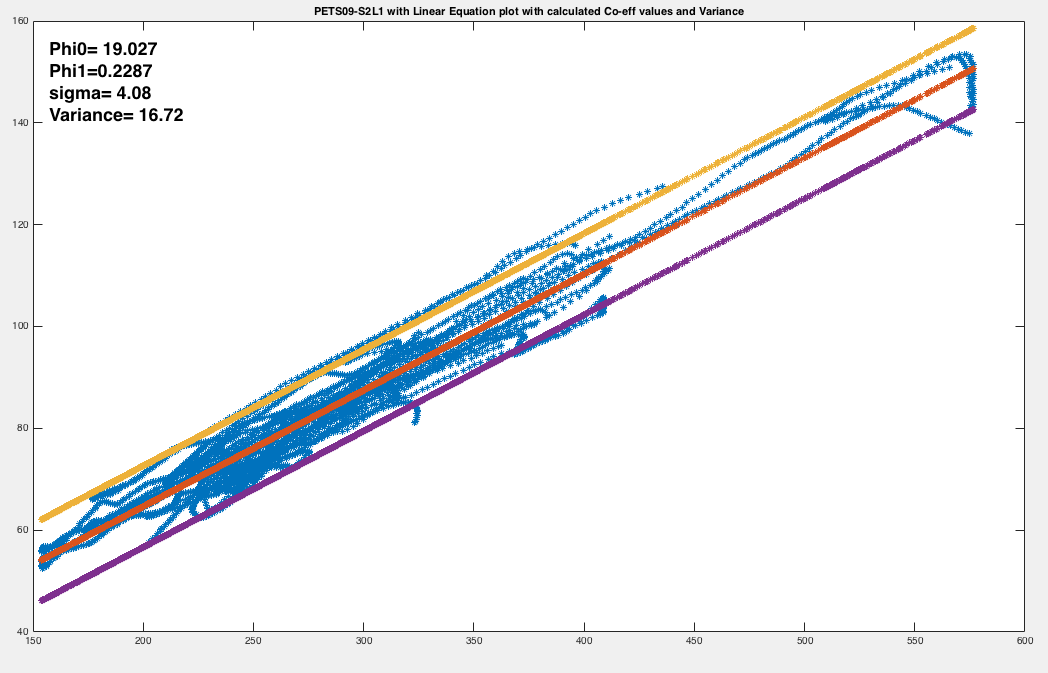 PETS09-S2L1 with Linear Equation plot with calculated Co-eff values and Variance
160
Phi0= 19.027
Phi1=0.2287
sigma= 4.08
Variance= 16.72
140
120
100
80
60
40
150 200 250 300 350 400 450 500 550 600